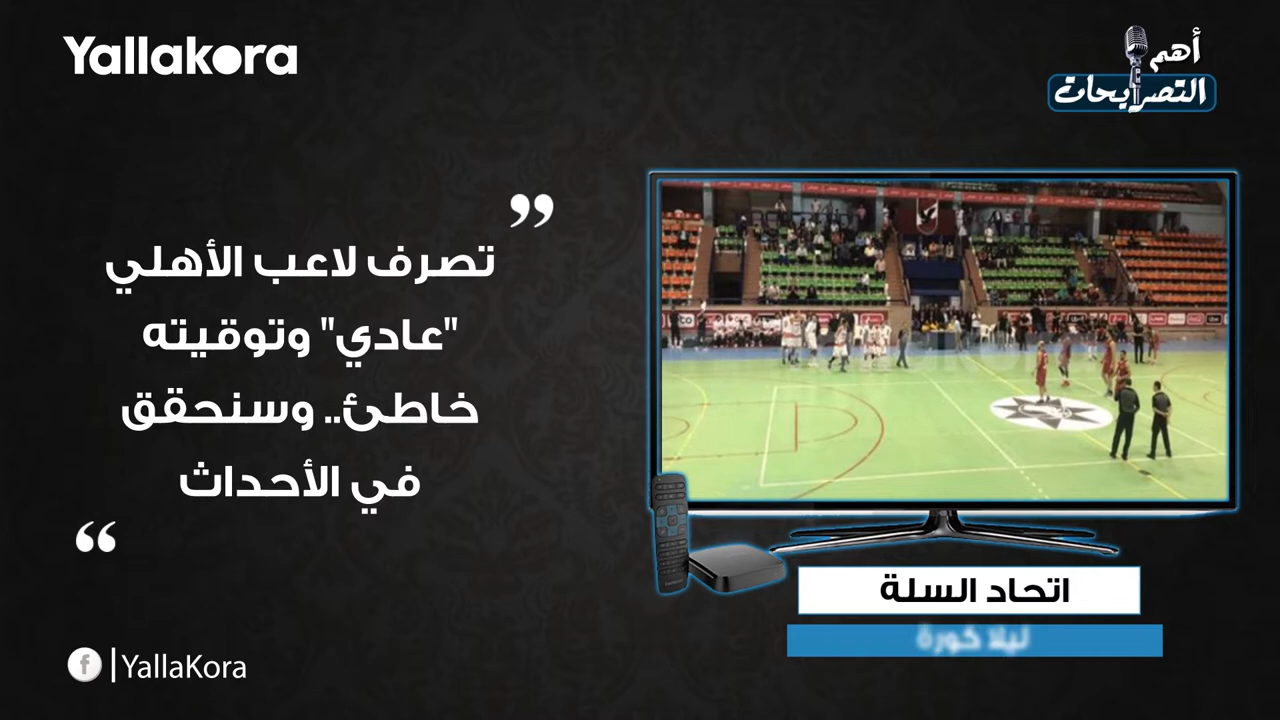 Yallakora
أهم
التصريحات
تصرف لاعب الأهلي
"عادي" وتوقيته
خاطئ.. وسنحقق
في الأحداث
اتحاد السلة
YallaKora